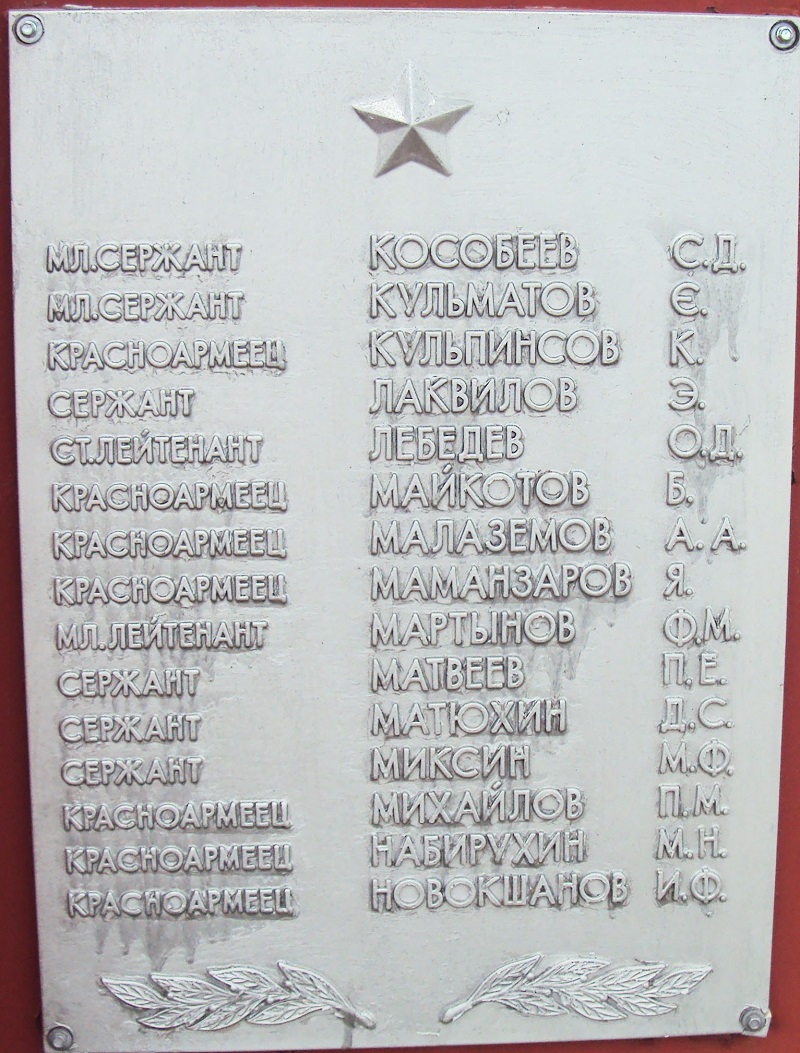 МЛ.СЕРЖАНТ КОСОБЕЕВ С.Д.
МЛ.СЕРЖАНТ КУЛЬМАТОВ Є.
КРАСНОАРМЕЕЦ КУЛЬПИНСОВ К.
СЕРЖАНТ ЛАКВИЛОВ Э.
СТ.ЛЕЙТЕНАНТ ЛЕБЕДЕВ О.Д.
КРАСНОАРМЕЕЦ МАЙКОТОВ Б.
КРАСНОАРМЕЕЦ МАЛАЗЕМОВ А. А.
КРАСНОАРМЕЕЦ МАМАНЗАРОВ Я.
МЛ.ЛЕЙТЕНАНТ МАРТЫНОВ Ф.М.
СЕРЖАНТ МАТВЕЕВ П.Е.
СЕРЖАНТ МАТЮХИН Д.С.
СЕРЖАНТ МИКСИН М.Ф.
КРАСНОАРМЕЕЦ МИХАЙЛОВ П.М.
КРАСНОАРМЕЕЦ НАБИРУХИН М.Н.
КРАСНОАРМЕЕЦ НОВОКШАНОВ И.Ф.